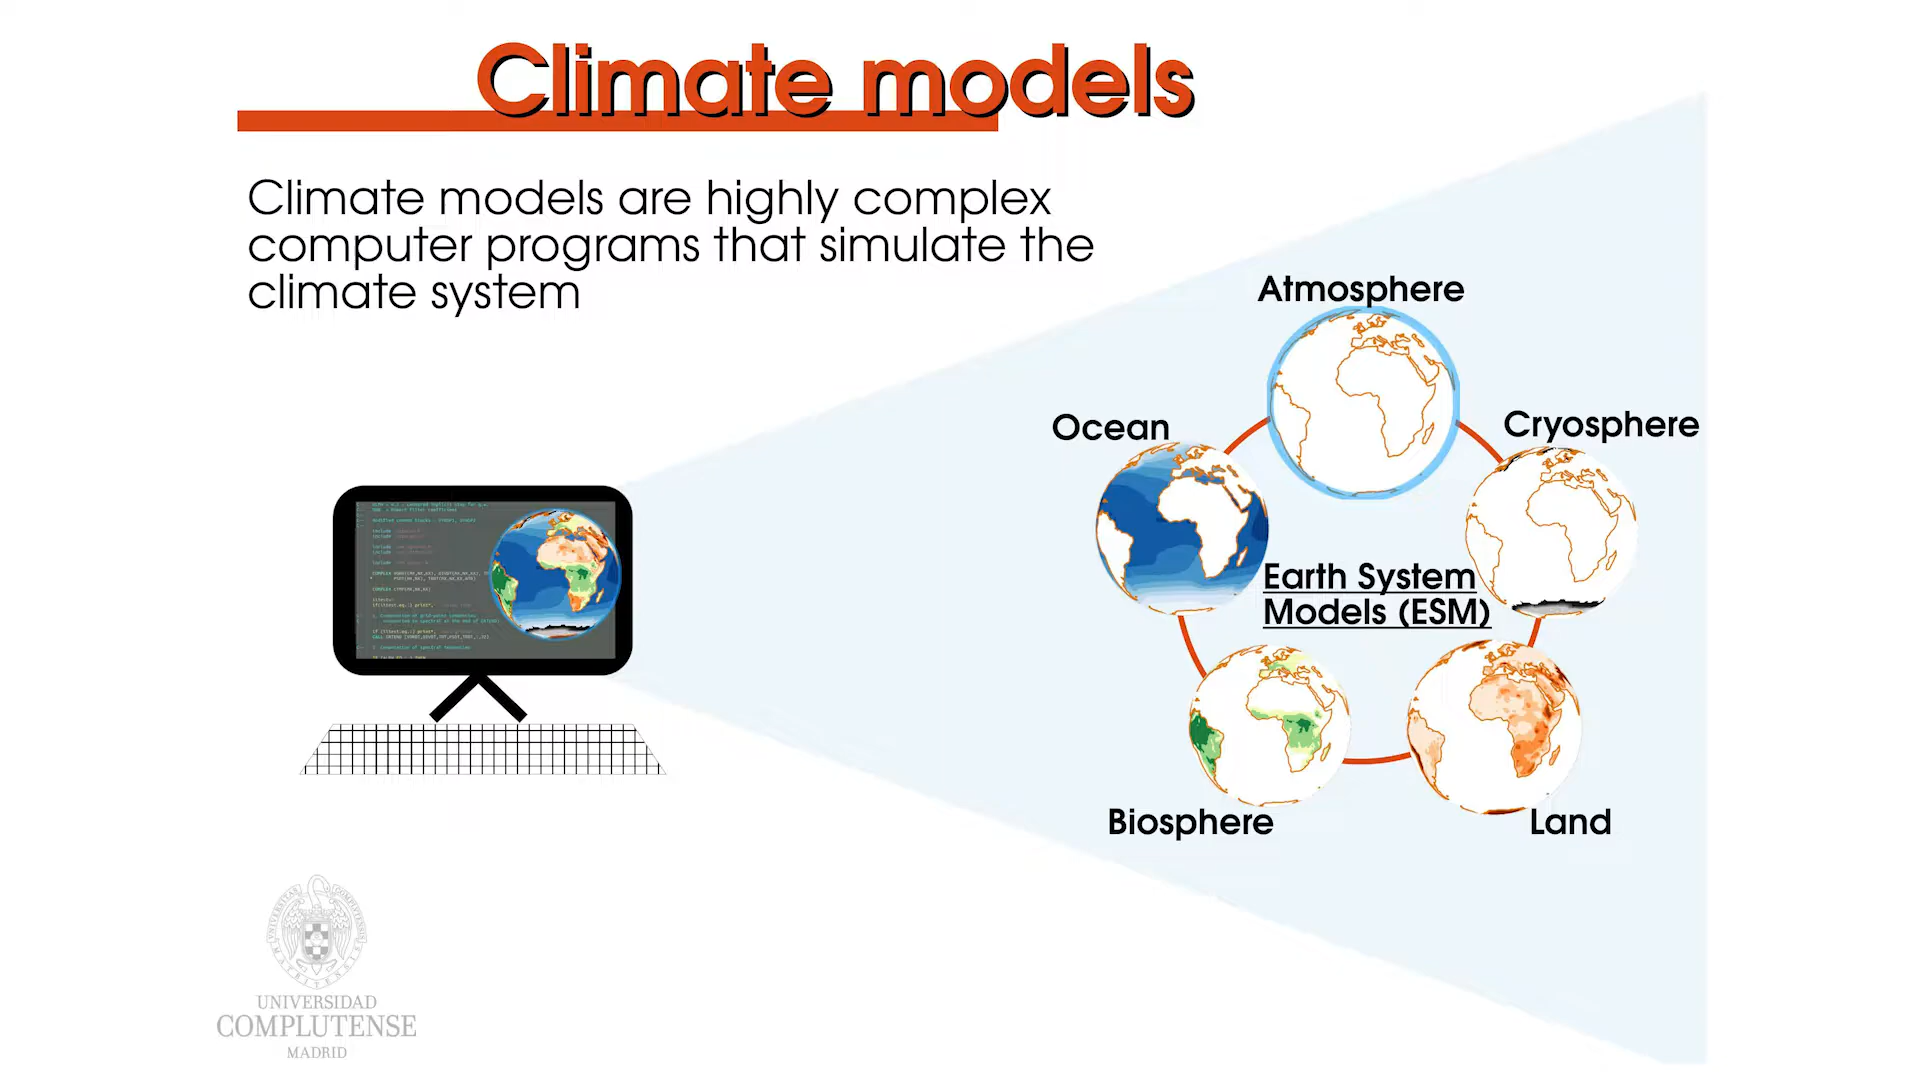 Climate models
Climate models are highly complex
computer programs that simulate the
climate system
Atmosphere
Ocean
Cryosphere
Earth System
Models (ESM)
Biosphere
Land
UNIVERSIDAD
COMPLUTENSE
MADRID